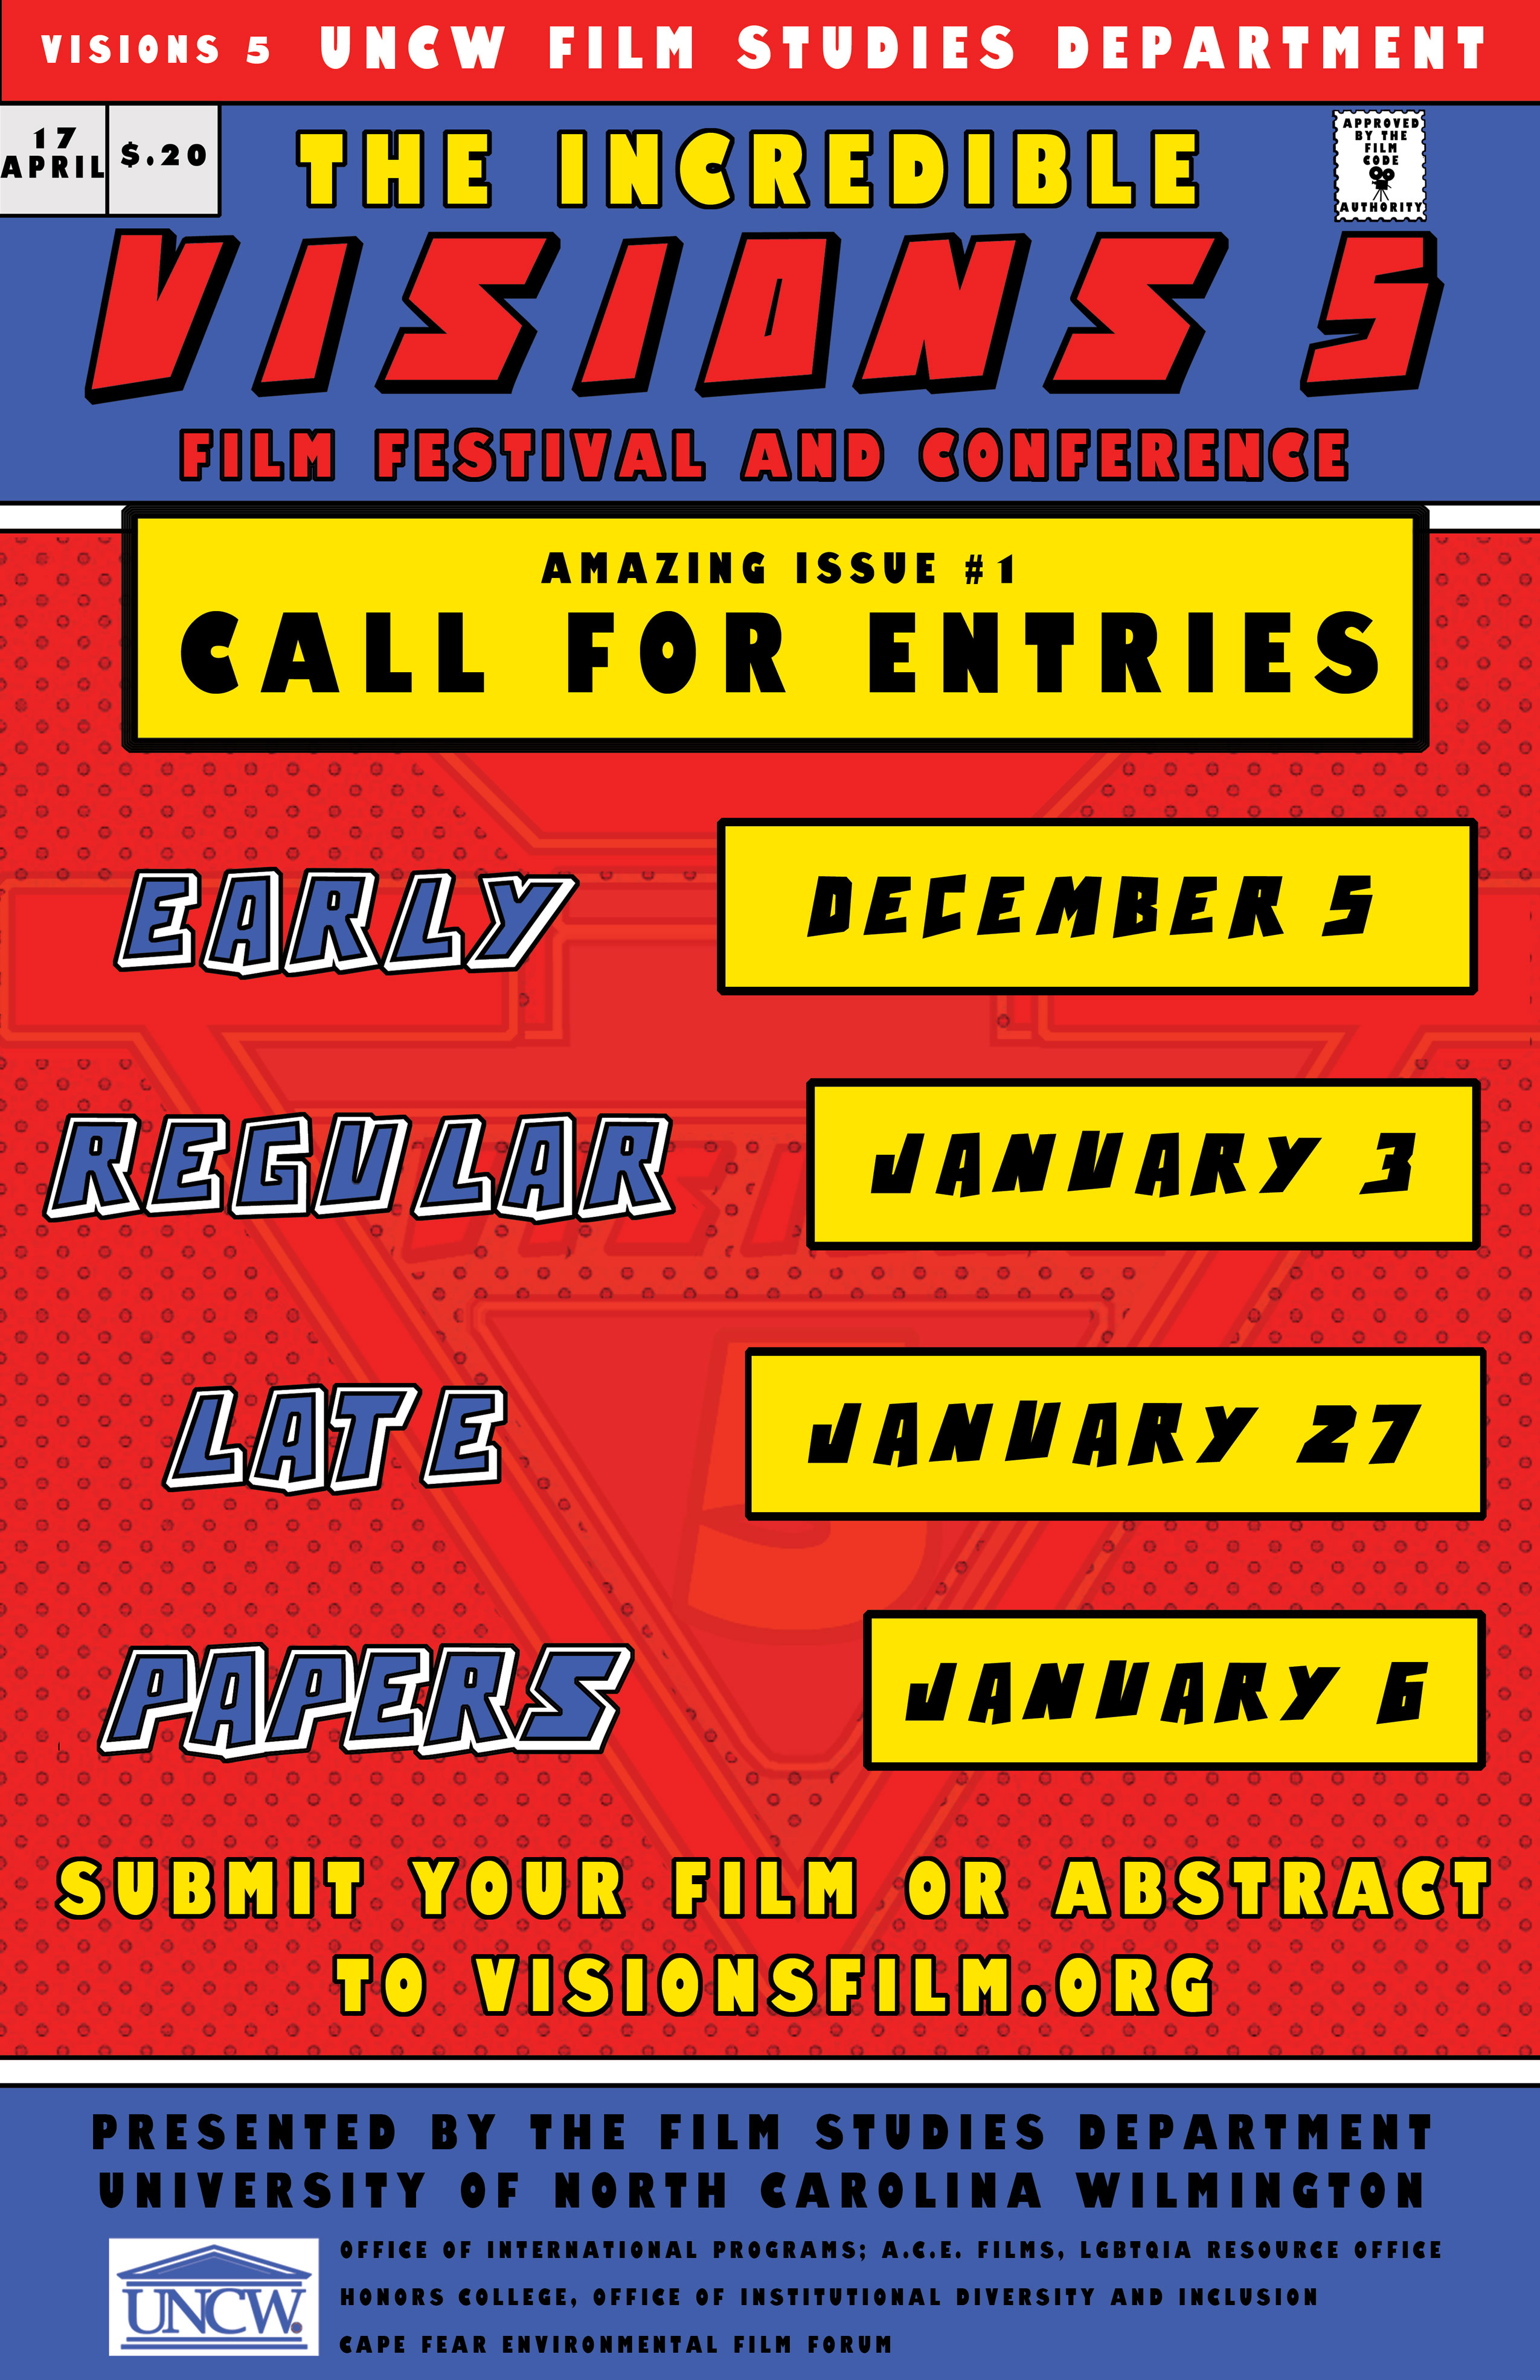 VISIONS 5 UNCW FILM STUDIES DEPARTMENT
17
APRIL
$.20
THE INCREDIBLE
APPROVED
BY THE
FILM
CODE
AUTHORITY
VISIONS 5
FILM FESTIVAL AND CONFERENCE
AMAZING ISSUE #1
CALL FOR ENTRIES
EARLY
DECEMBER 5
REGULAR
JANUARY 3
LATE
JANUARY 27
5
PAPERS
JANUARY 6
SUBMIT YOUR FILM OR ABSTRACT
TO VISIONSFILM.ORG
PRESENTED BY THE FILM STUDIES DEPARTMENT
UNIVERSITY OF NORTH CAROLINA WILMINGTON
UNCW
OFFICE OF INTERNATIONAL PROGRAMS; A.C.E. FILMS, LGBTQIA RESOURCE OFFICE
HONORS COLLEGE, OFFICE OF INSTITUTIONAL DIVERSITY AND INCLUSION
CAPE FEAR ENVIRONMENTAL FILM FORUM